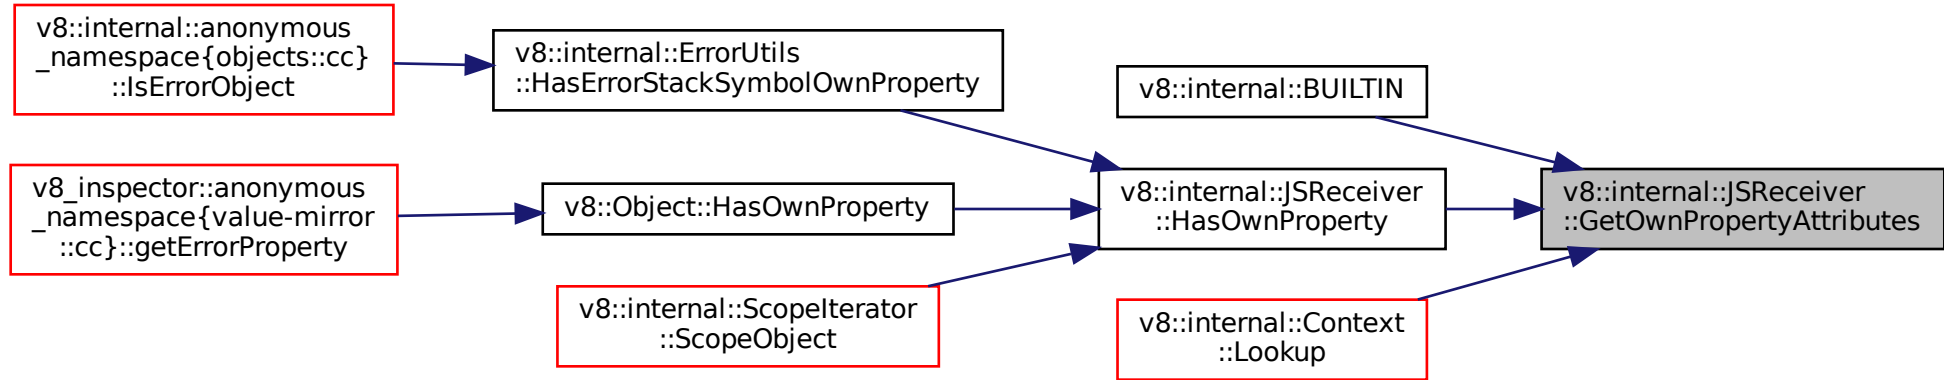 v8::internal::anonymous
_namespace{objects::cc}
::IsErrorObject
v8_inspector::anonymous
_namespace{value-mirror
::cc}::getErrorProperty
v8::internal::ErrorUtils
::HasErrorStackSymbolOwnProperty
v8::Object::HasOwnProperty
v8::internal::ScopeIterator
::ScopeObject
v8::internal::BUILTIN
v8::internal::JSReceiver
::HasOwnProperty
v8::internal::Context
::Lookup
v8::internal::JSReceiver
::GetOwnPropertyAttributes